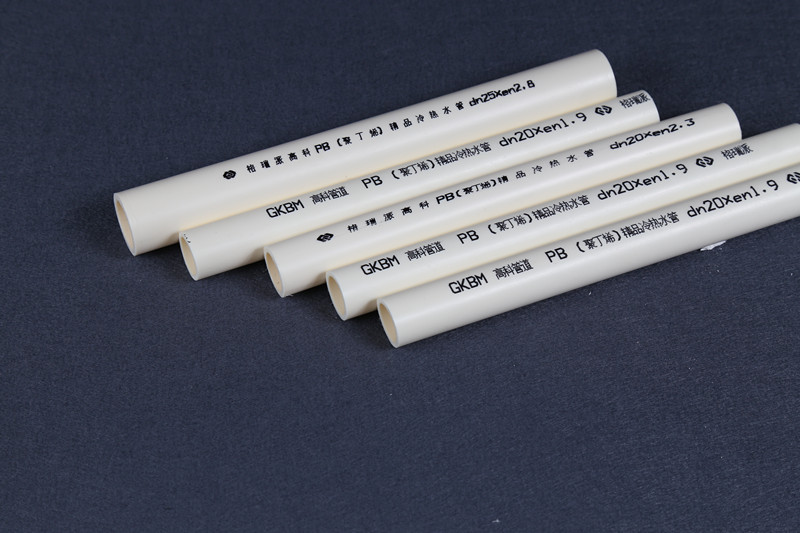 格瑞派高科 PB (聚丁烯) 精品冷热水管 dn25Xen2.8
GKBM 高科管道 PB (聚丁烯)精品冷热水管 dn20Xen1.9 格瑞派
格瑞派高科 PB(聚丁烯)精品冷热水管 dn20Xen2.3
GKBM 高科管道 PB (聚丁烯)精品冷热水管 dn20Xen1.9 格瑞派
GKBM 高科管道 PB (聚丁烯)精品冷热水管 dn20Xen1.9